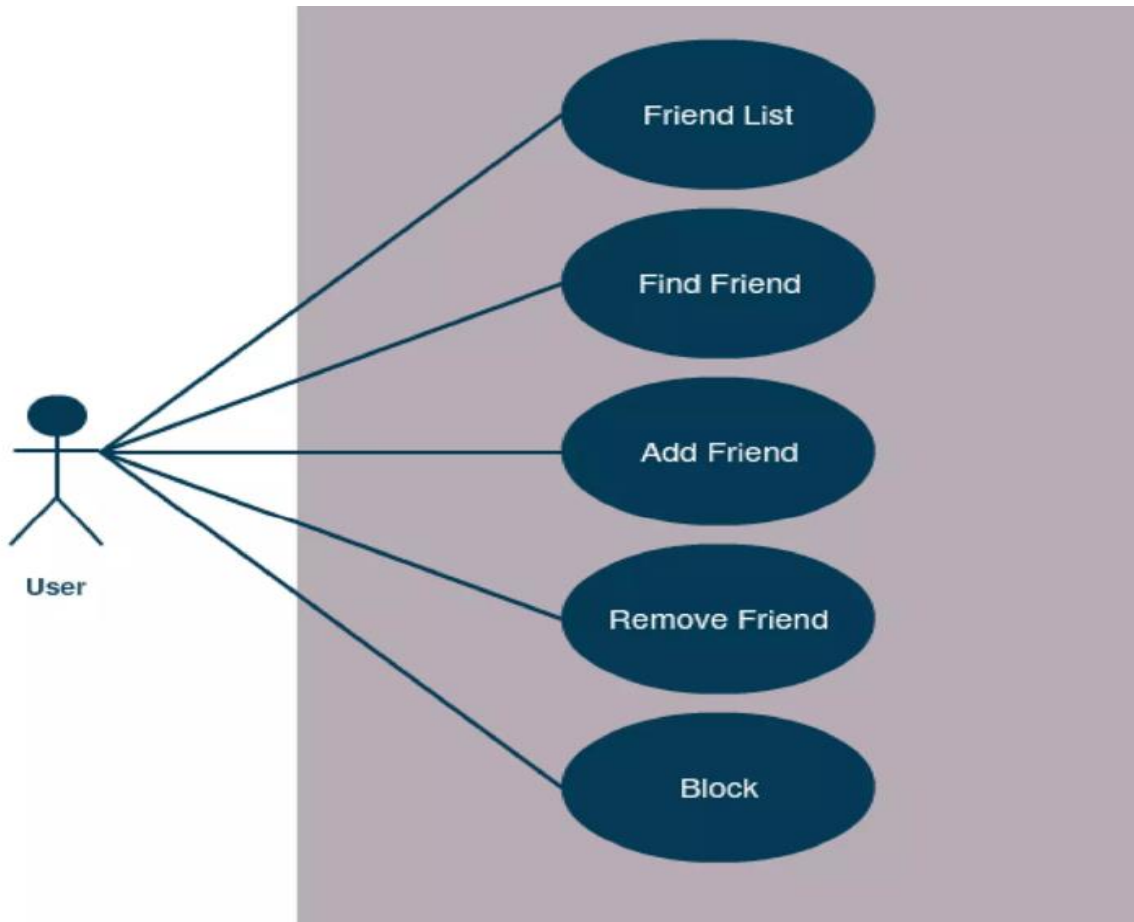 Friend List
Find Friend
Add Friend
User
Remove Friend
Block